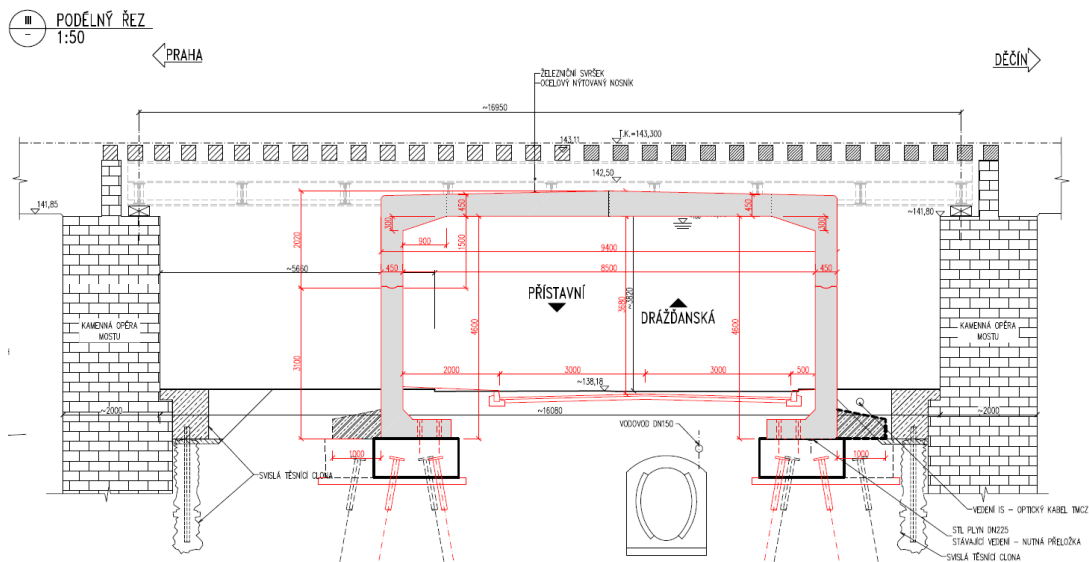 III
PODÉLNÝ ŘEZ
–
1:50
PRAHA
DĚČÍN
ŽELEZNIČNÍ SVRŠEK
OCELOVÝ NÝTOVANÝ NOSNÍK
~16950
143,11
T.K.=143,300
142,50
141,85
~141,80
2020
300
450
450
300
900
1500
9400
~5660
450
8500
450
PŘÍSTAVNÍ
DRÁŽĎANSKÁ
3680
~3820
KAMENNÁ OPĚRA
MOSTU
KAMENNÁ OPĚRA
MOSTU
4600
4600
3100
2000
3000
3000
500
~138,18
~2000
~16080
~2000
VODOVOD DN150
1000
1000
SVISLÁ TĚSNÍCÍ CLONA
VEDENÍ IS – OPTICKÝ KABEL TMCZ
STL PLYN DN225
STÁVAJÍCÍ VEDENÍ – NUTNÁ PŘELOŽKA
SVISLÁ TĚSNÍCÍ CLONA